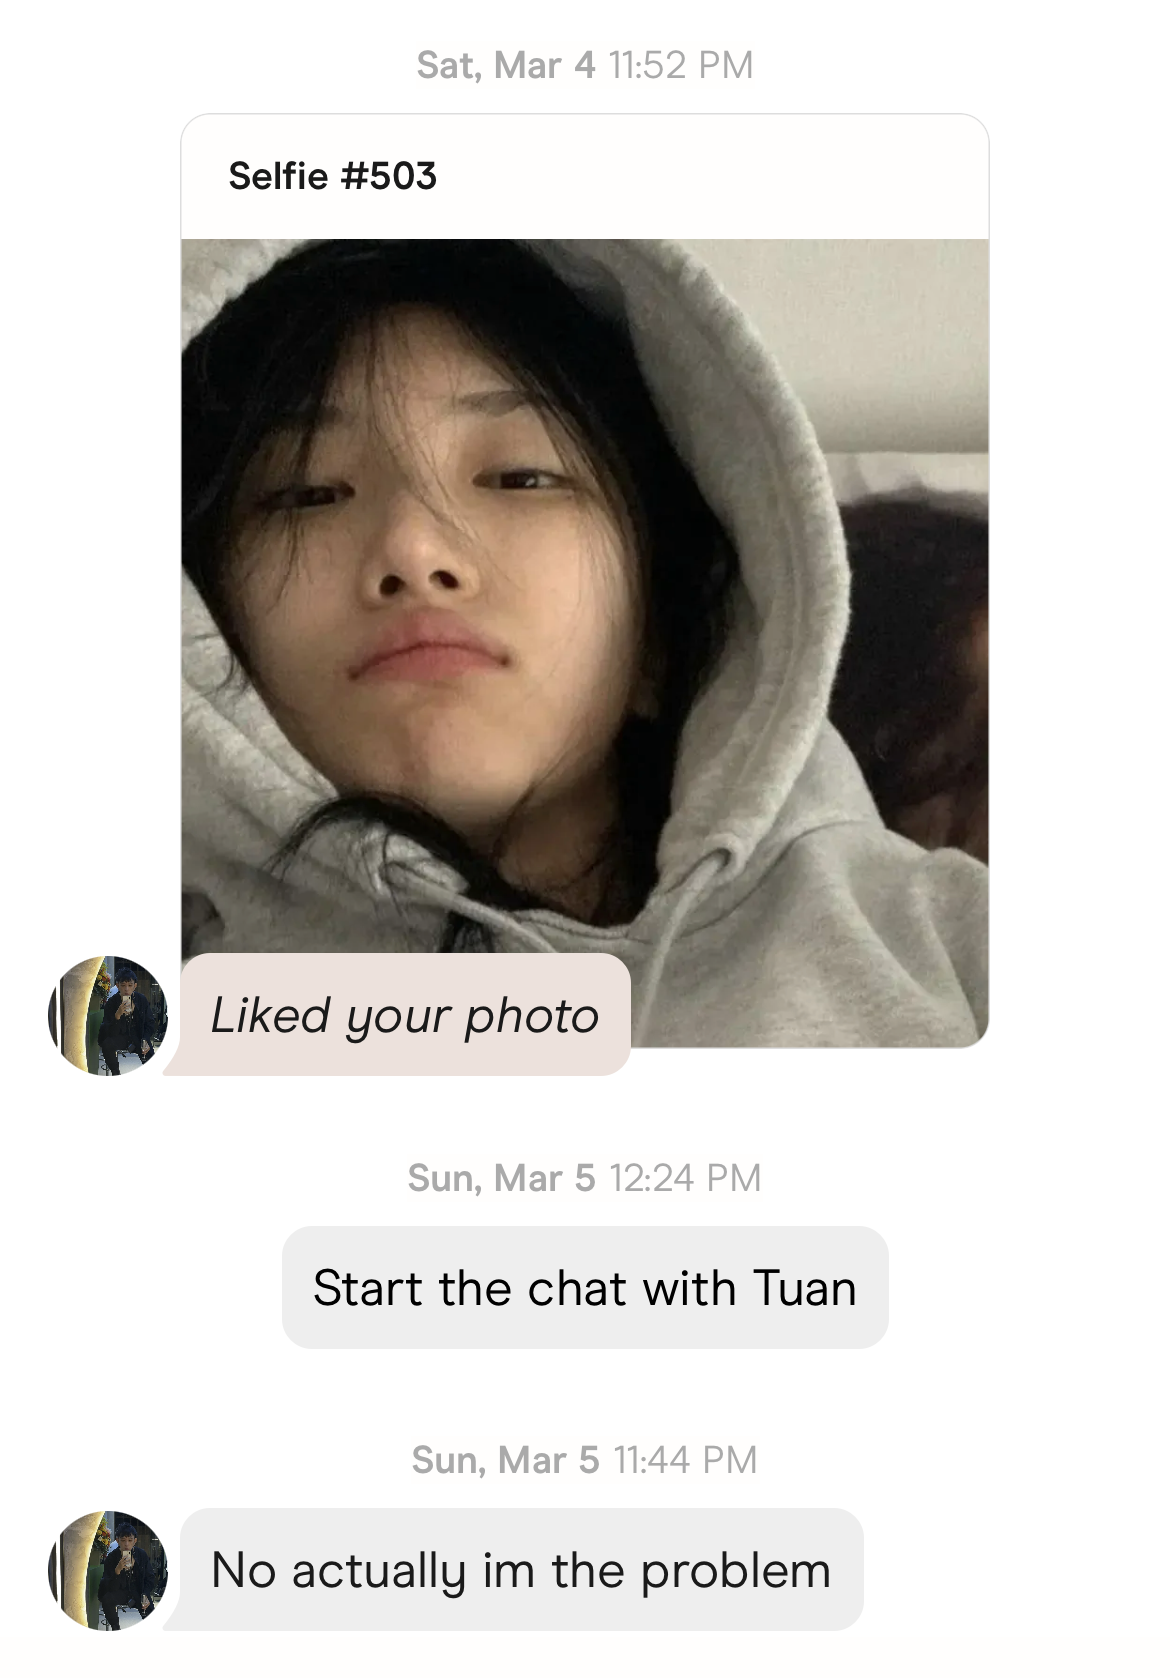 Sat, Mar 4 11:52 PM
Selfie #503
Liked your photo
Sun, Mar 5 12:24 PM
Start the chat with Tuan
Sun, Mar 5 11:44 PM
No actually im the problem